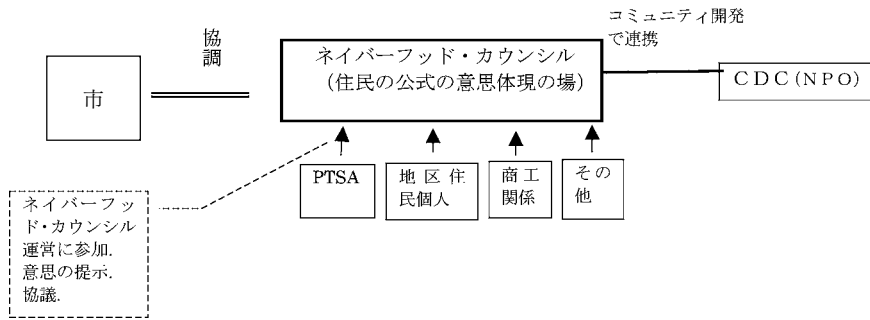 コミュニティ開発
で連携
協
調
ネイバーフッド・カウンシル
(住民の公式の意思体現の場)
市
CDC(NPO)
PTSA
地区住
民個人
商工
関係
その
他
ネイバーフッ
ド・カウンシル
運営に参加.
意思の提示.
協議.